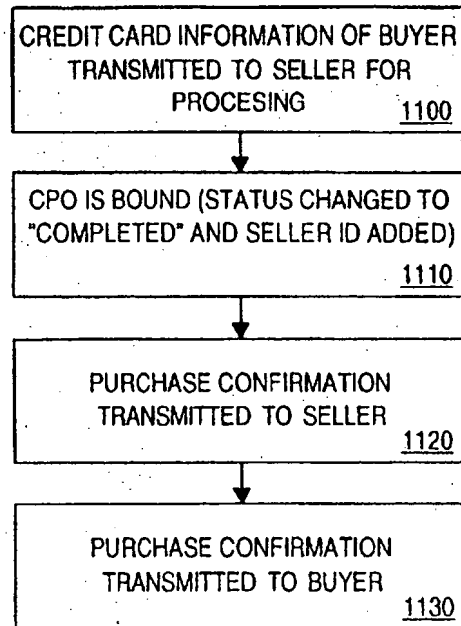 CREDIT CARD INFORMATION OF BUYER
TRANSMITTED TO SELLER FOR
PROCESING
1100
CPO IS BOUND (STATUS CHANGED TO
"COMPLETED" AND SELLER ID ADDED)
1110
PURCHASE CONFIRMATION
TRANSMITTED TO SELLER
1120
PURCHASE CONFIRMATION
TRANSMITTED TO BUYER
1130